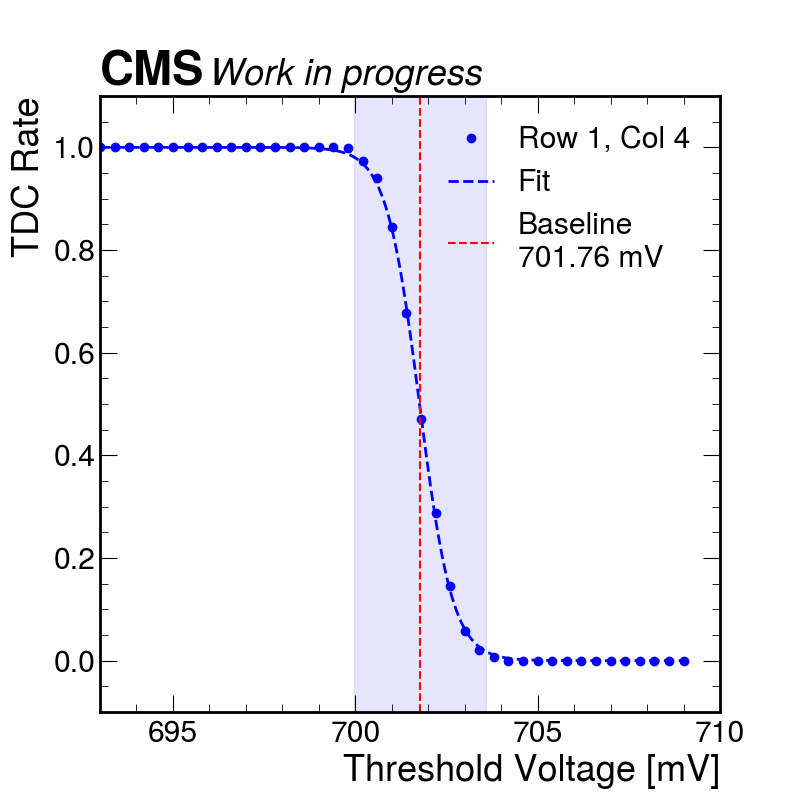 CMS Work in progress
TDC Rate
1.0
0.8
0.6
0.4
0.2
0.0
Row 1, Col 4
Fit
Baseline
701.76 mV
695
700
705
710
Threshold Voltage [mV]